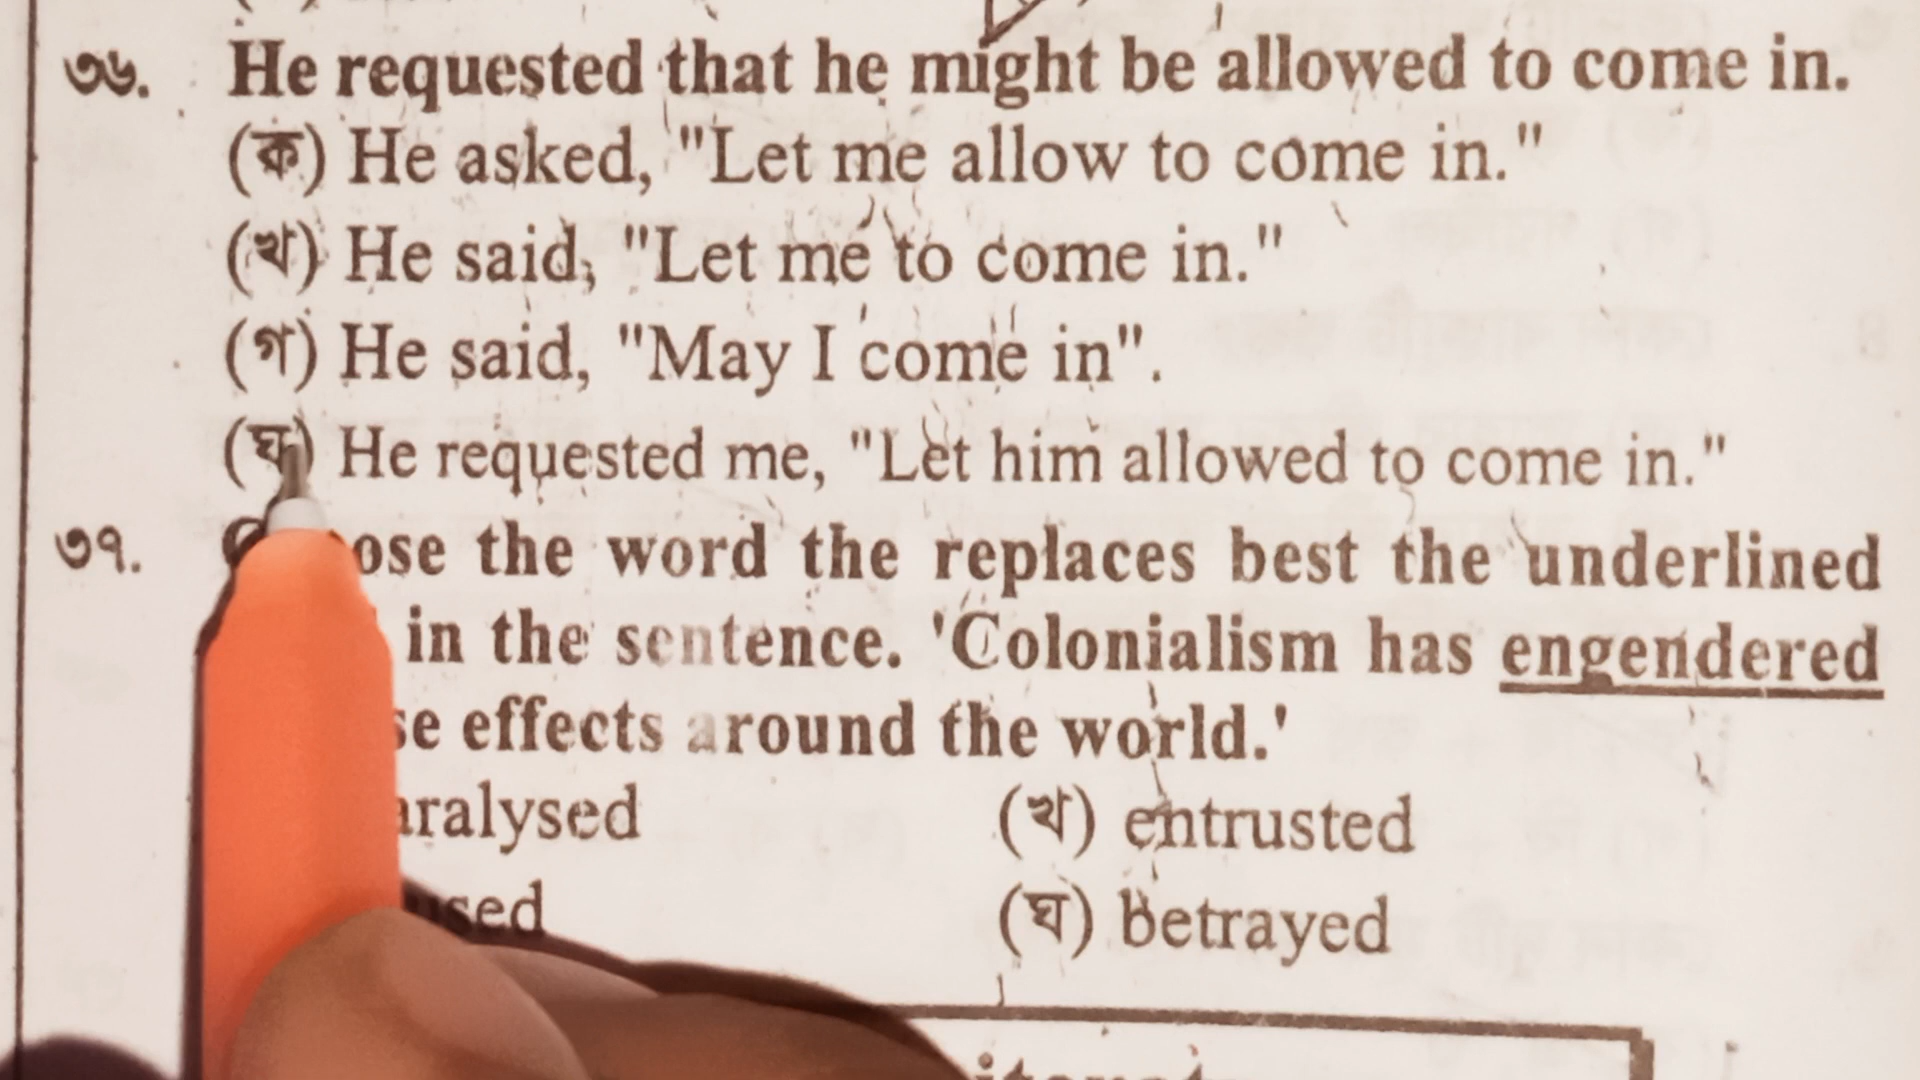 ৩৬. He requested that he might be allowed to come in.
(ক) He asked, "Let me allow to come in."
(খ) He said, "Let me to come in."
(গ) He said, "May I come in".
(ঘ) He requested me, "Let him allowed to come in."
৩৭. the word the replaces best the underlined
in the sentence. 'Colonialism has engendered
effects around the world.'
(খ) entrusted
(ঘ) betrayed